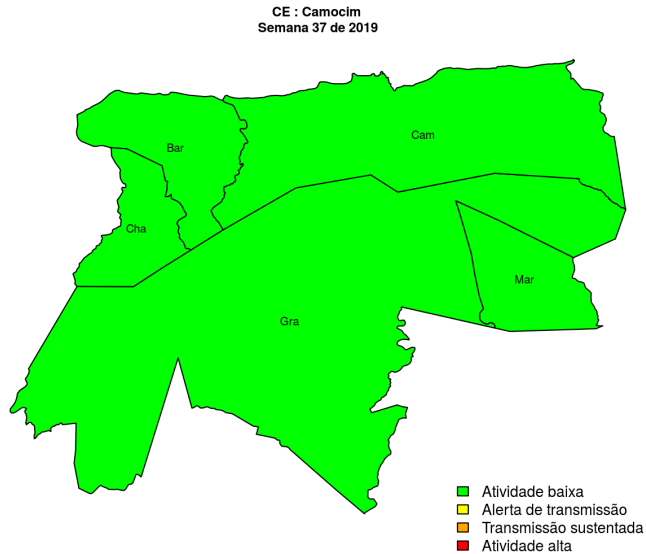 CE : Camocim
Semana 37 de 2019
Bar
Cam
Cha
Mar
Gra
Atividade baixa
Alerta de transmissão
Transmissão sustentada
Atividade alta